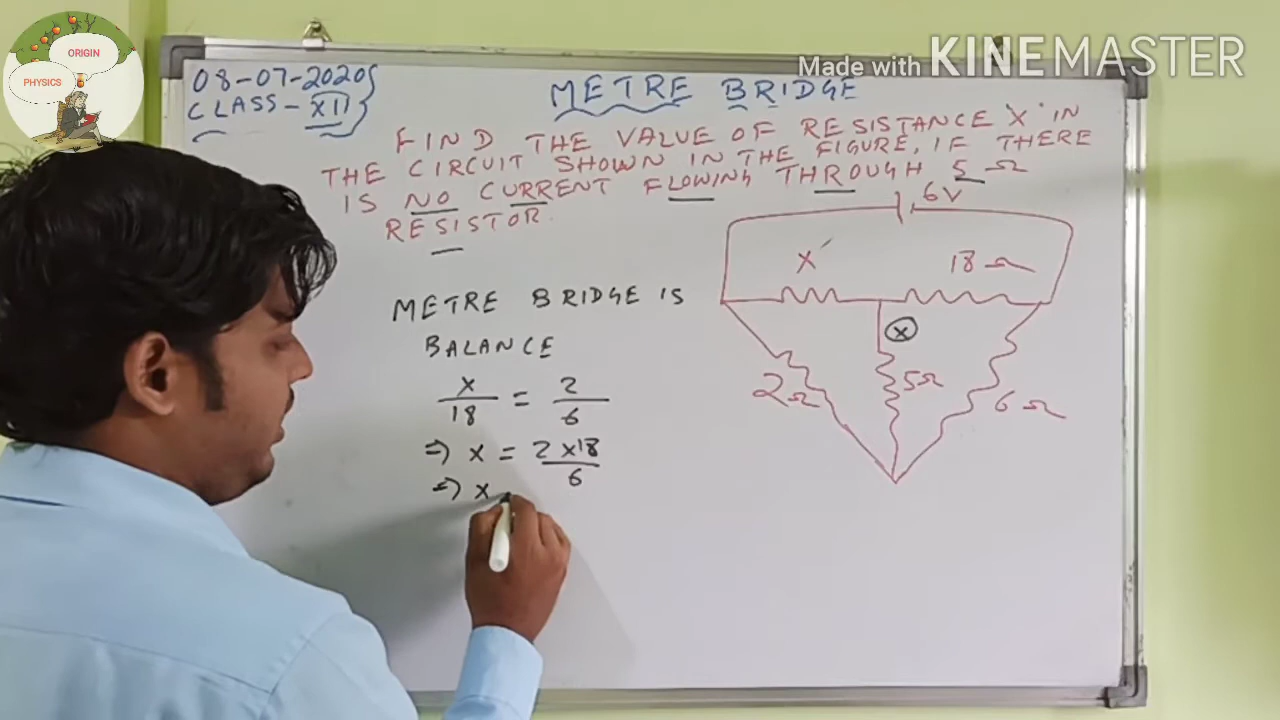 ORIGIN
PHYSICS
Made with KINEMASTER
08-07-2020
CLASS-XII
METRE BRIDGE
FIND THE VALUE OF RESISTANCE 'X' IN
THE CIRCUIT SHOWN IN THE FIGURE, IF THERE
IS NO CURRENT FLOWING THROUGH 5 Ω
RESISTOR.
6V
X
18 Ω
X
2Ω
5Ω
6 Ω
METRE BRIDGE IS
BALANCE
X/18 = 2/6
⇒ X = 2×18/6
⇒ X